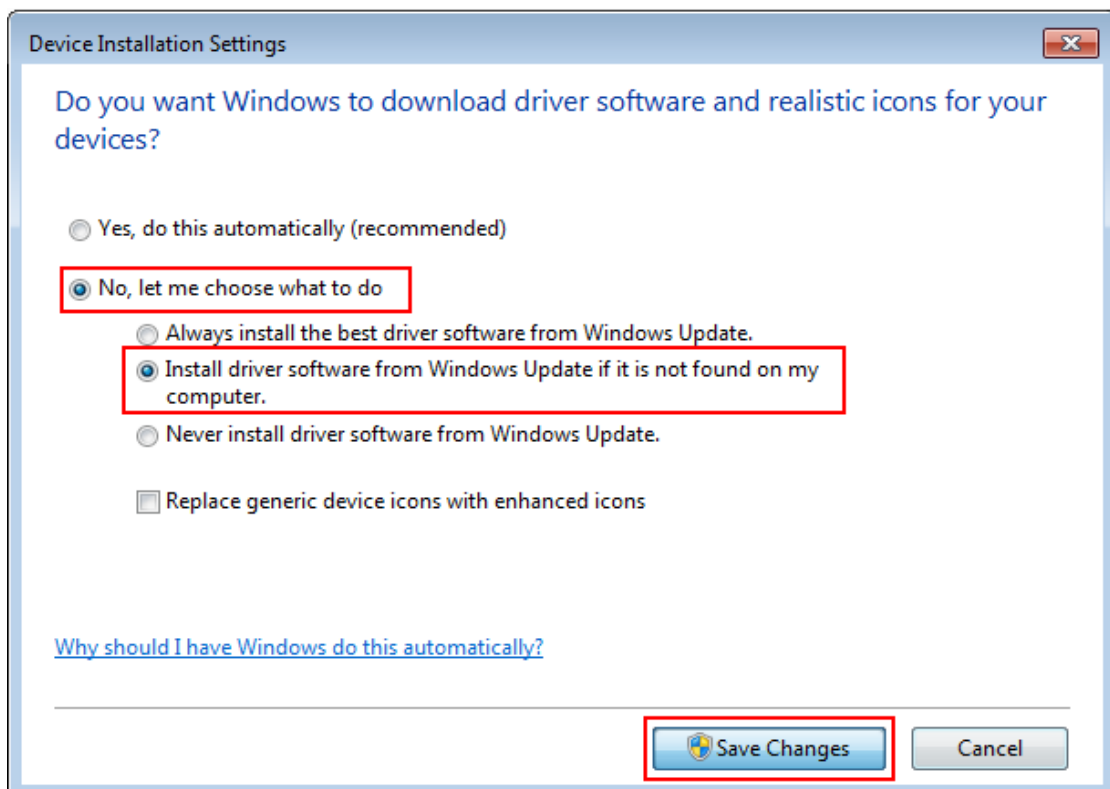 Device Installation Settings
Do you want Windows to download driver software and realistic icons for your
devices?
Yes, do this automatically (recommended)
No, let me choose what to do
Always install the best driver software from Windows Update.
Install driver software from Windows Update if it is not found on my
computer.
Never install driver software from Windows Update.
Replace generic device icons with enhanced icons
Why should I have Windows do this automatically?
Save Changes
Cancel